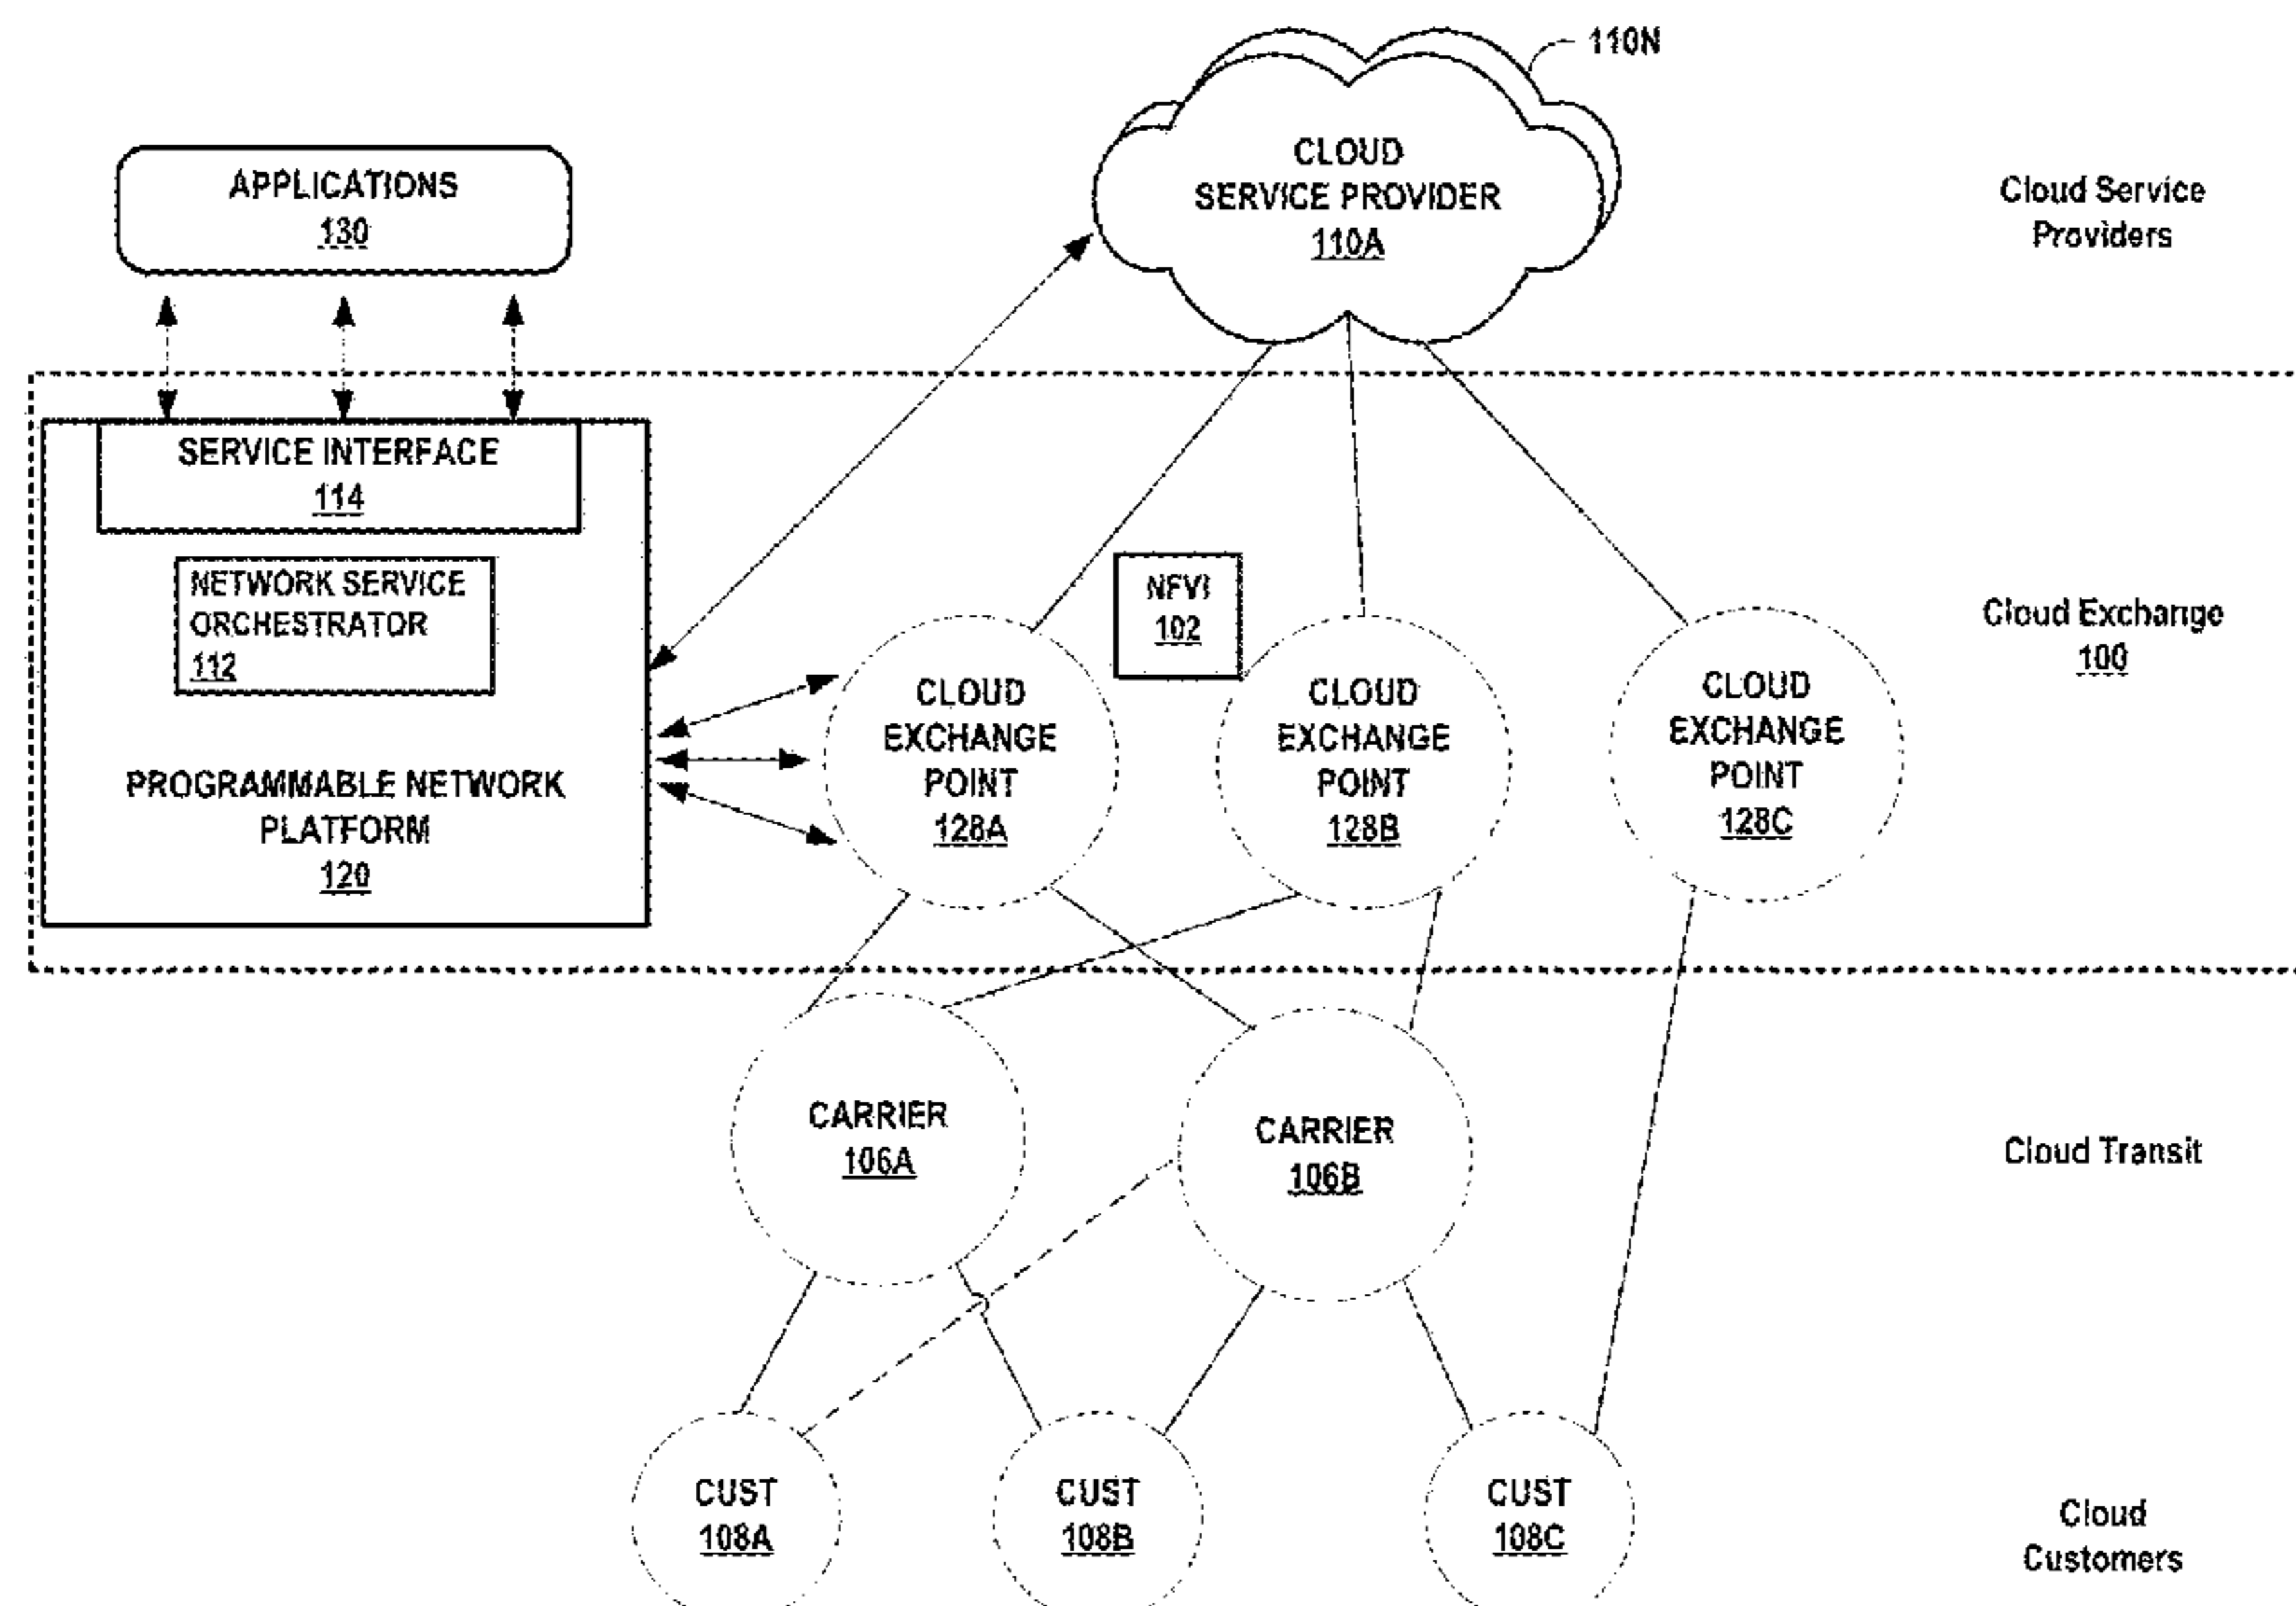 110N
CLOUD
SERVICE PROVIDER
110A
Cloud Service
Providers
APPLICATIONS
130
SERVICE INTERFACE
114
NETWORK SERVICE
ORCHESTRATOR
112
PROGRAMMABLE NETWORK
PLATFORM
120
NFVI
102
CLOUD
EXCHANGE
POINT
128A
CLOUD
EXCHANGE
POINT
128B
CLOUD
EXCHANGE
POINT
128C
Cloud Exchange
100
CARRIER
106A
CARRIER
106B
Cloud Transit
CUST
108A
CUST
108B
CUST
108C
Cloud
Customers